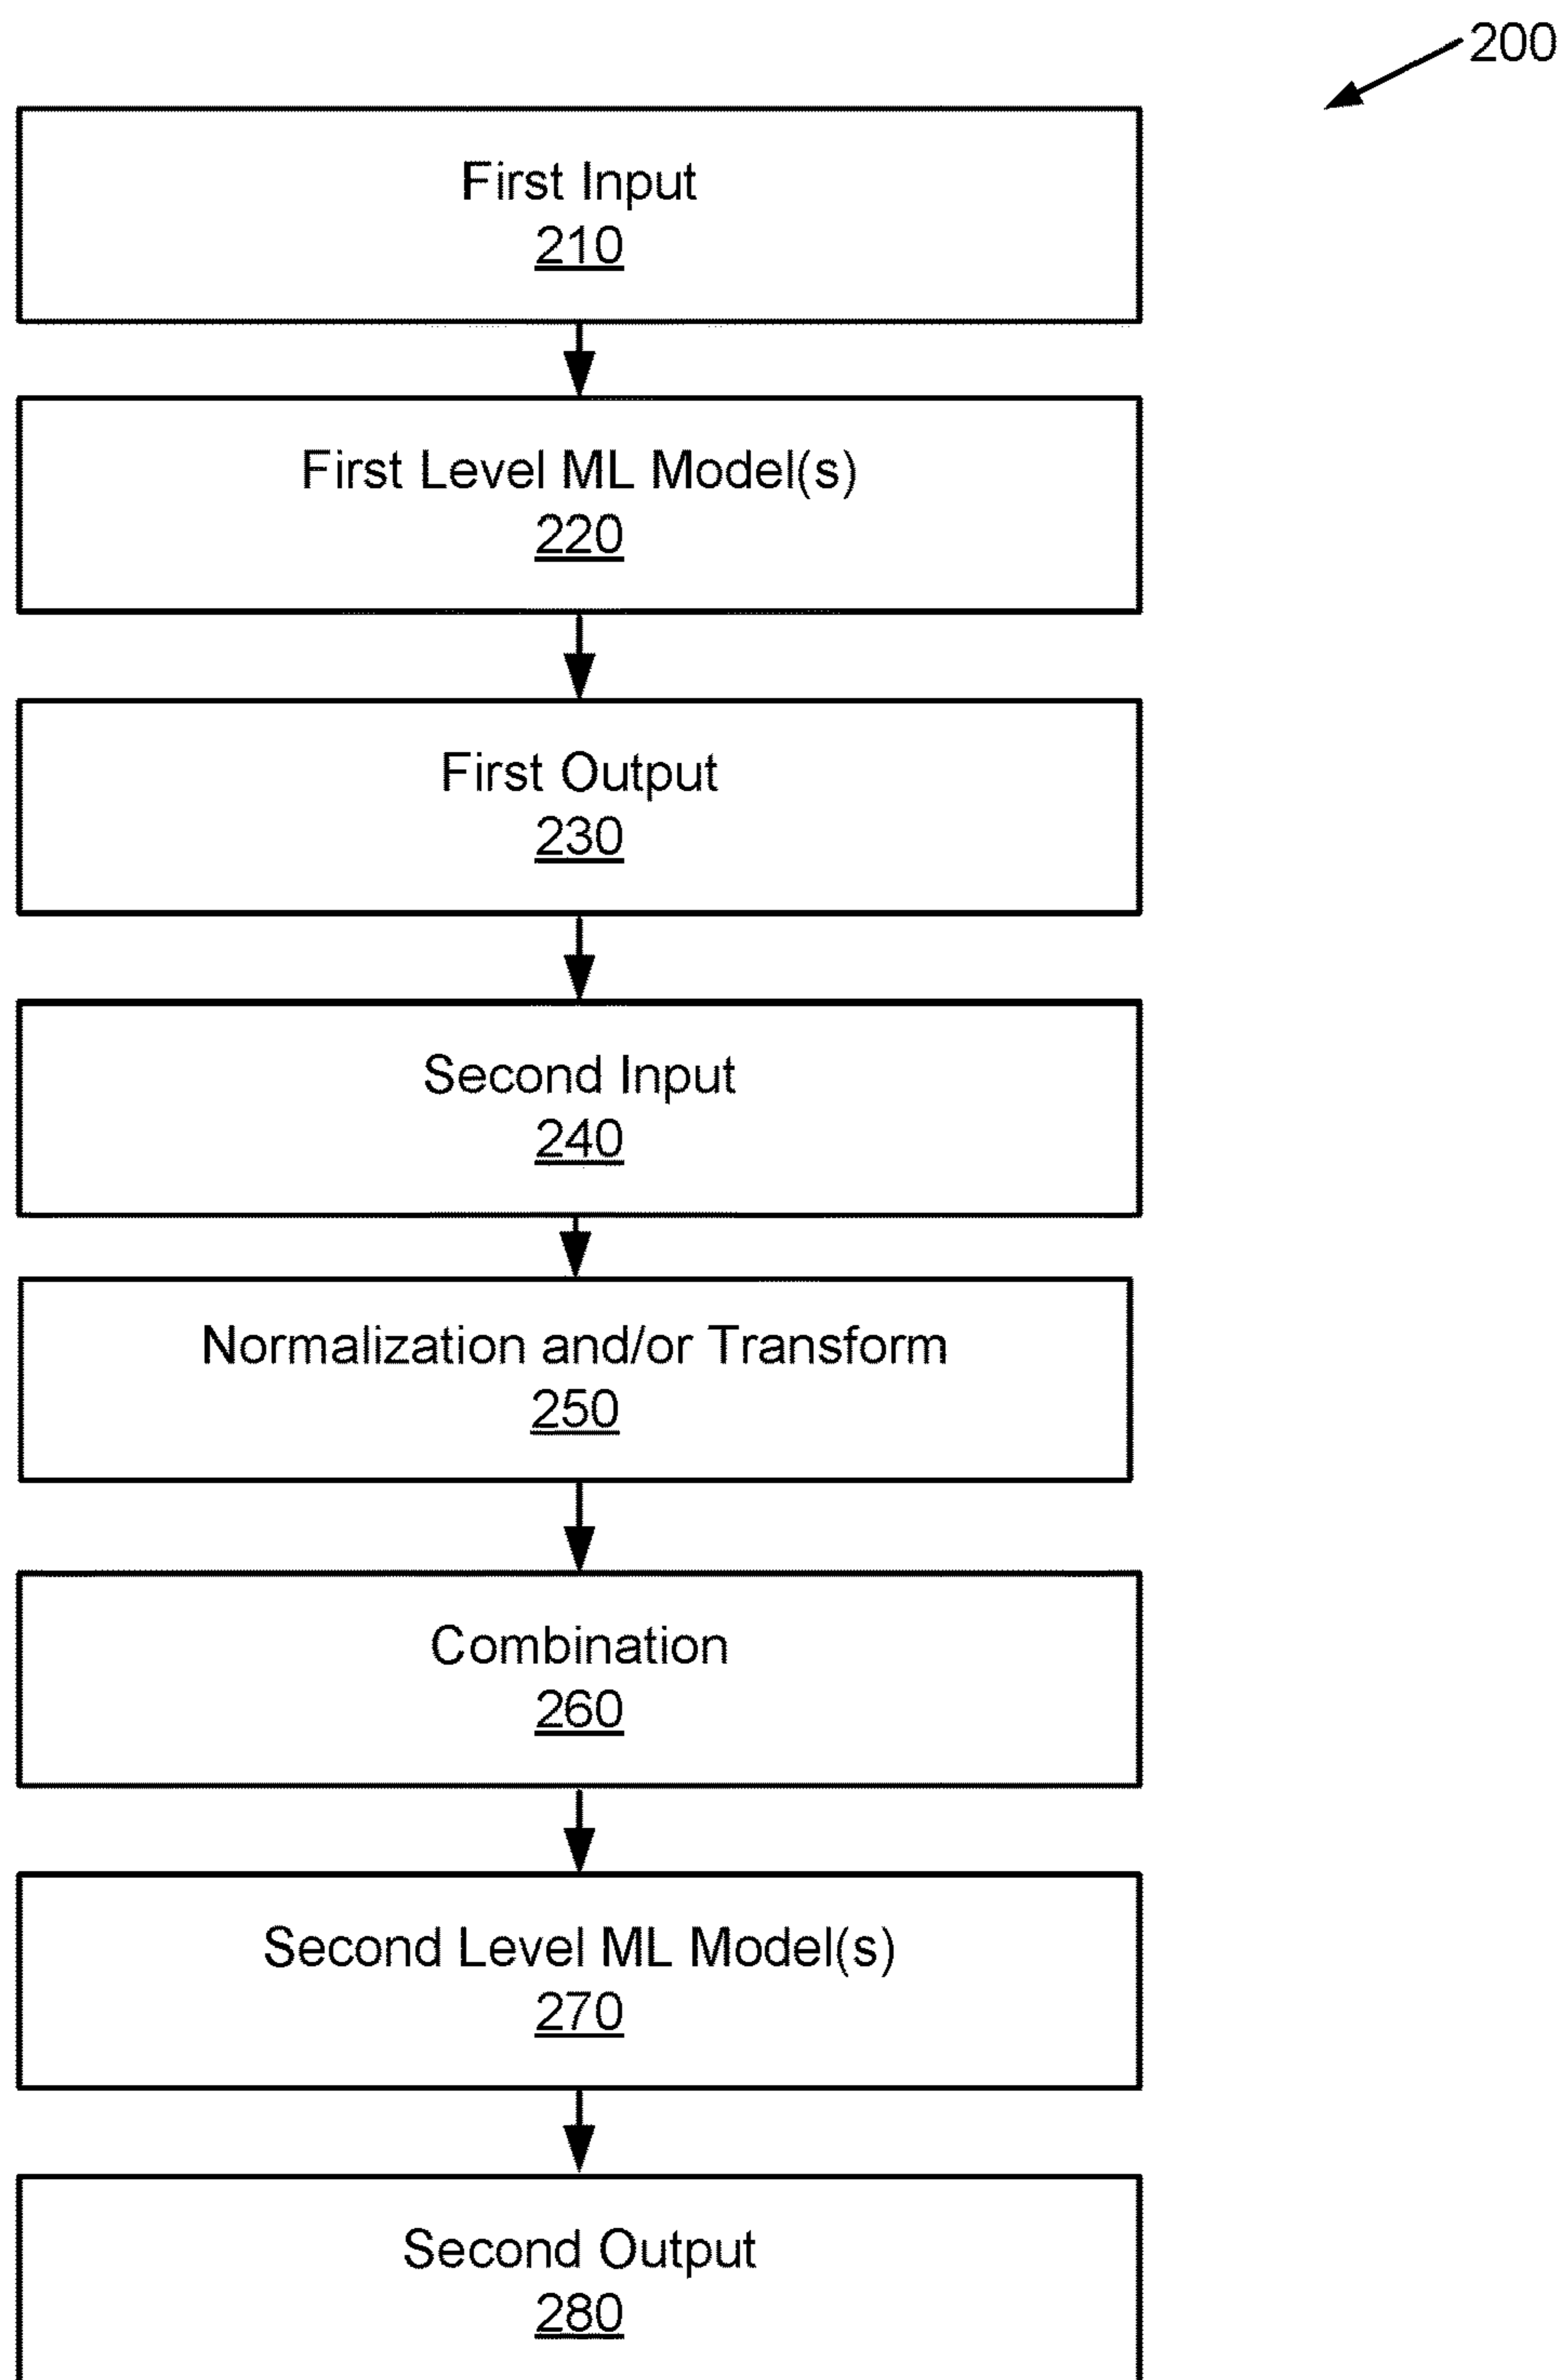 200
First Input
210
First Level ML Model(s)
220
First Output
230
Second Input
240
Normalization and/or Transform
250
Combination
260
Second Level ML Model(s)
270
Second Output
280